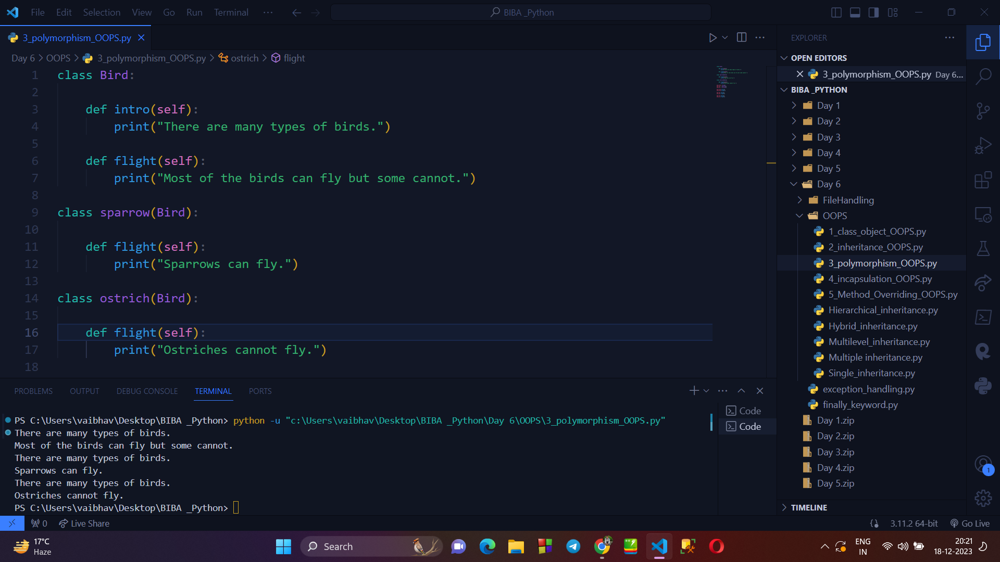 File Edit Selection View Go Run Terminal ... BIBA _Python
3_polymorphism_OOPS.py
Day 6 > OOPS > 3_polymorphism_OOPS.py > ostrich > flight
1 class Bird:
2
3 def intro(self):
4 print("There are many types of birds.")
5
6 def flight(self):
7 print("Most of the birds can fly but some cannot.")
8
9 class sparrow(Bird):
10
11 def flight(self):
12 print("Sparrows can fly.")
13
14 class ostrich(Bird):
15
16 def flight(self):
17 print("Ostriches cannot fly.")
18
PROBLEMS OUTPUT DEBUG CONSOLE TERMINAL PORTS
PS C:\Users\vaibhav\Desktop\BIBA _Python> python -u "c:\Users\vaibhav\Desktop\BIBA _Python\Day 6\OOPS\3_polymorphism_OOPS.py"
There are many types of birds.
Most of the birds can fly but some cannot.
There are many types of birds.
Sparrows can fly.
There are many types of birds.
Ostriches cannot fly.
PS C:\Users\vaibhav\Desktop\BIBA _Python>
Code
Code
EXPLORER
OPEN EDITORS
3_polymorphism_OOPS.py Day 6...
BIBA _PYTHON
Day 1
Day 2
Day 3
Day 4
Day 5
Day 6
FileHandling
OOPS
1_class_object_OOPS.py
2_inheritance_OOPS.py
3_polymorphism_OOPS.py
4_incapsulation_OOPS.py
5_Method_Overriding_OOPS.py
Hierarchical_inheritance.py
Hybrid_inheritance.py
Multilevel_inheritance.py
Multiple inheritance.py
Single_inheritance.py
exception_handling.py
finally_keyword.py
Day 1.zip
Day 2.zip
Day 3.zip
Day 4.zip
Day 5.zip
TIMELINE
1
0 Live Share 3.11.2 64-bit Go Live
17°C
Haze
Search
ENG
IN
20:21
18-12-2023